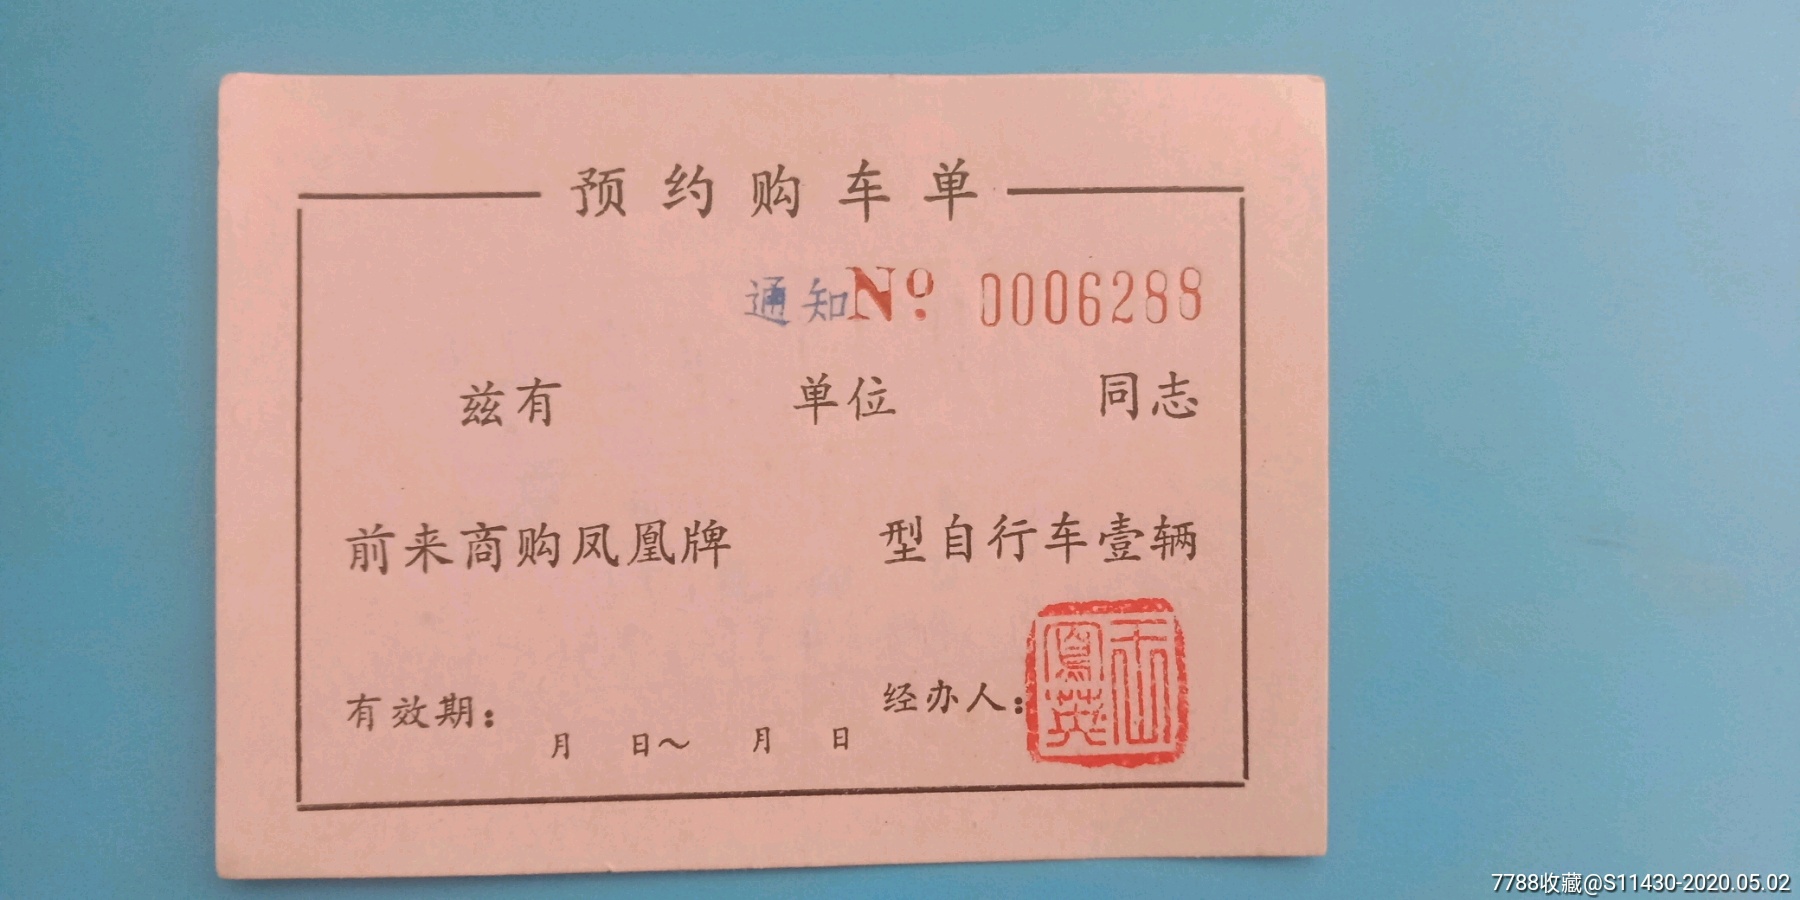 预约购车单
通知 No 0006288
兹有 单位 同志
前来商购凤凰牌 型自行车壹辆
有效期： 月 日～ 月 日 经办人：
7788收藏@S11430-2020.05.02